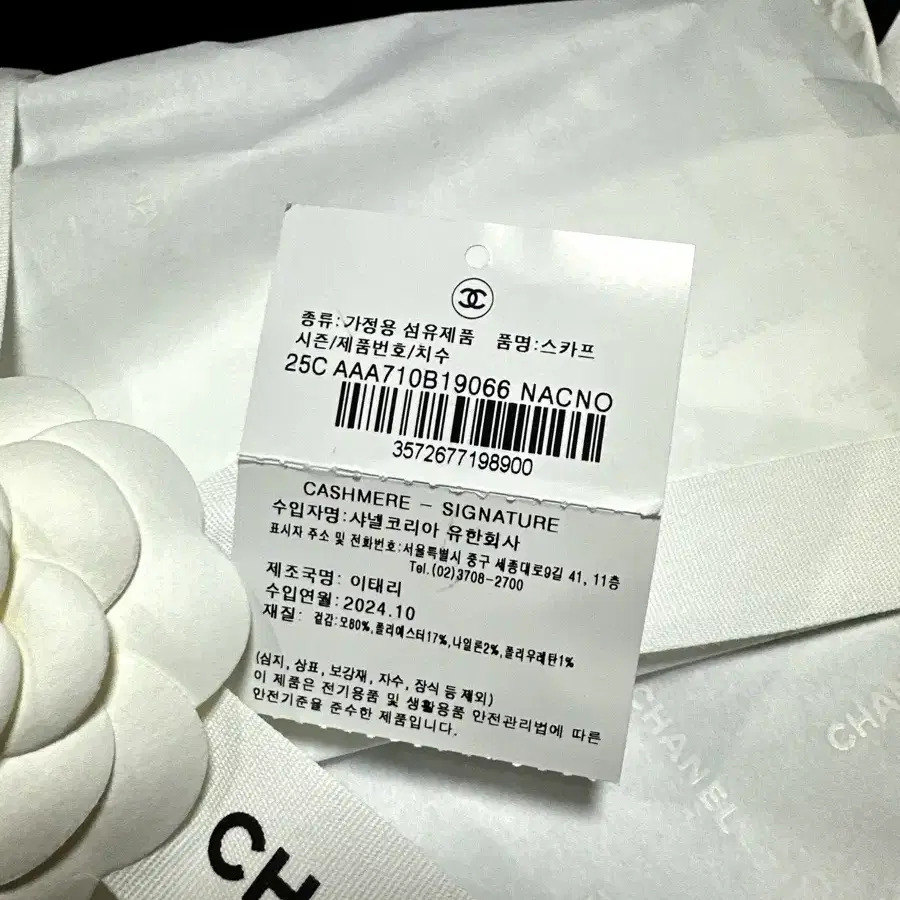 종류:가정용 섬유제품 품명:스카프
시즌/제품번호/치수
25C AAA710B19066 NACNO
3572677198900
CASHMERE - SIGNATURE
수입자명:샤넬코리아 유한회사
표시자 주소 및 전화번호:서울특별시 중구 세종대로9길 41, 11층
Tel.(02)3708-2700
제조국명: 이태리
수입연월: 2024.10
재질: 겉감:모80%,폴리에스터17%,나일론2%,폴리우레탄1%
(심지, 상표, 보강재, 자수, 장식 등 제외)
이 제품은 전기용품 및 생활용품 안전관리법에 따른
안전기준을 준수한 제품입니다.
CHANEL
CHANEL
CHANEL
CH